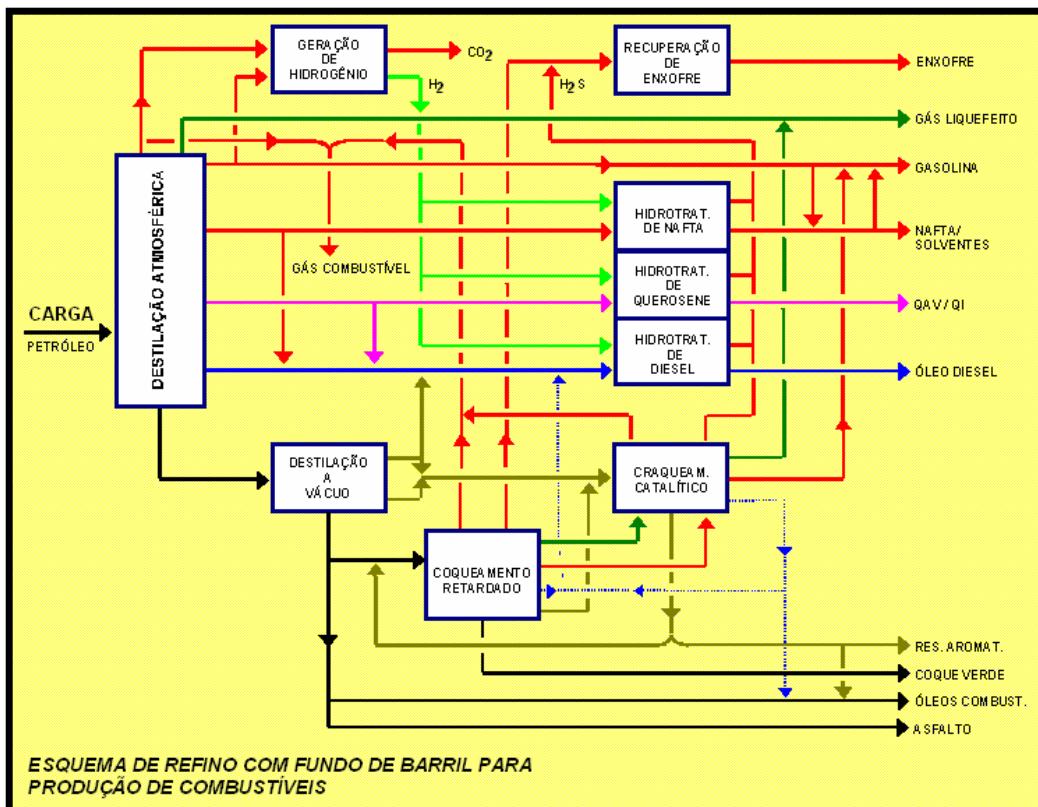 GERAÇÃO
DE
HIDROGÊNIO
CO2
H2
RECUPERAÇÃO
DE
ENXOFRE
H2 S
ENXOFRE
GÁS LIQUEFEITO
GASOLINA
DESTILAÇÃO ATMOSFÉRICA
HIDROTRAT.
DE NAFTA
NAFTA/
SOLVENTES
GÁS COMBUSTÍVEL
HIDROTRAT.
DE
QUEROSENE
QAV / QI
CARGA
PETRÓLEO
HIDROTRAT.
DE
DIESEL
ÓLEO DIESEL
DESTILAÇÃO
A
VÁCUO
CRAQUEAM.
CATALÍTICO
COQUEAMENTO
RETARDADO
RES. AROMAT.
COQUE VERDE
ÓLEOS COMBUST.
ASFALTO
ESQUEMA DE REFINO COM FUNDO DE BARRIL PARA
PRODUÇÃO DE COMBUSTÍVEIS